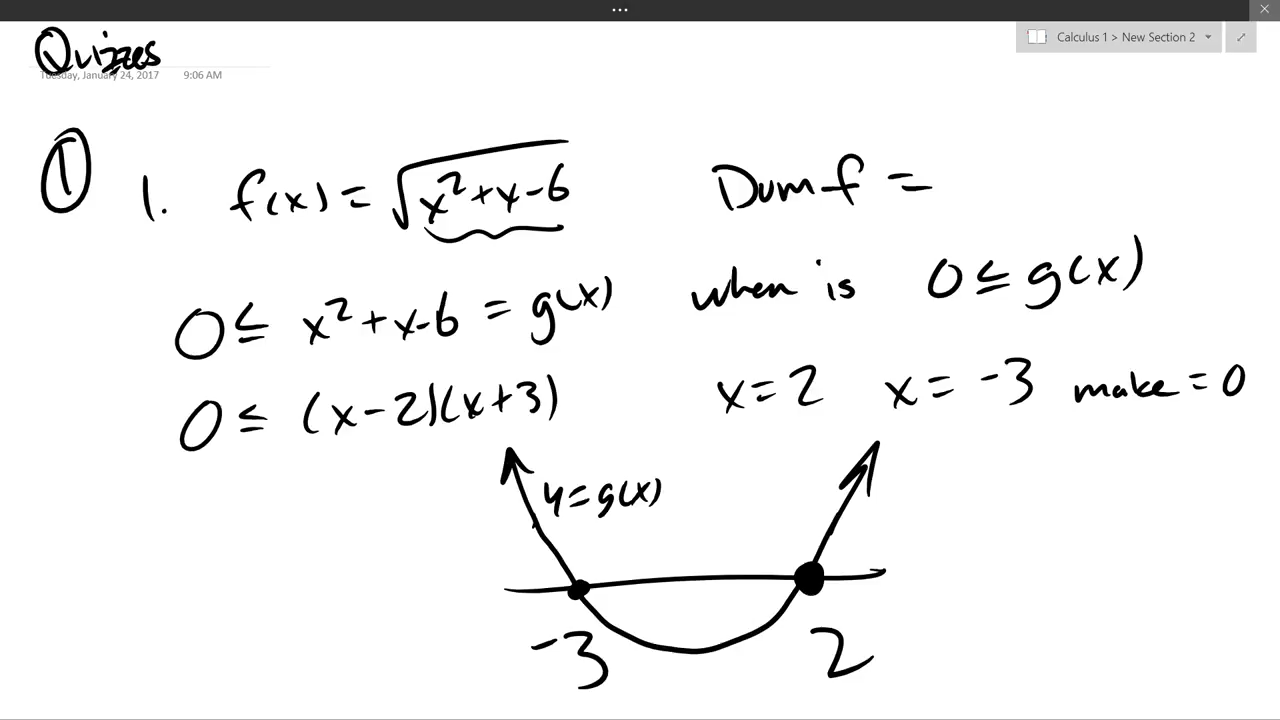 Quizzes
Calculus 1 > New Section 2
Tuesday, January 24, 2017 9:06 AM
① 1. f(x) = √(x²+x-6) Dom f =
0 ≤ x²+x-6 = g(x) when is 0 ≤ g(x)
0 ≤ (x-2)(x+3) x=2 x=-3 make=0
y=g(x)
-3 2